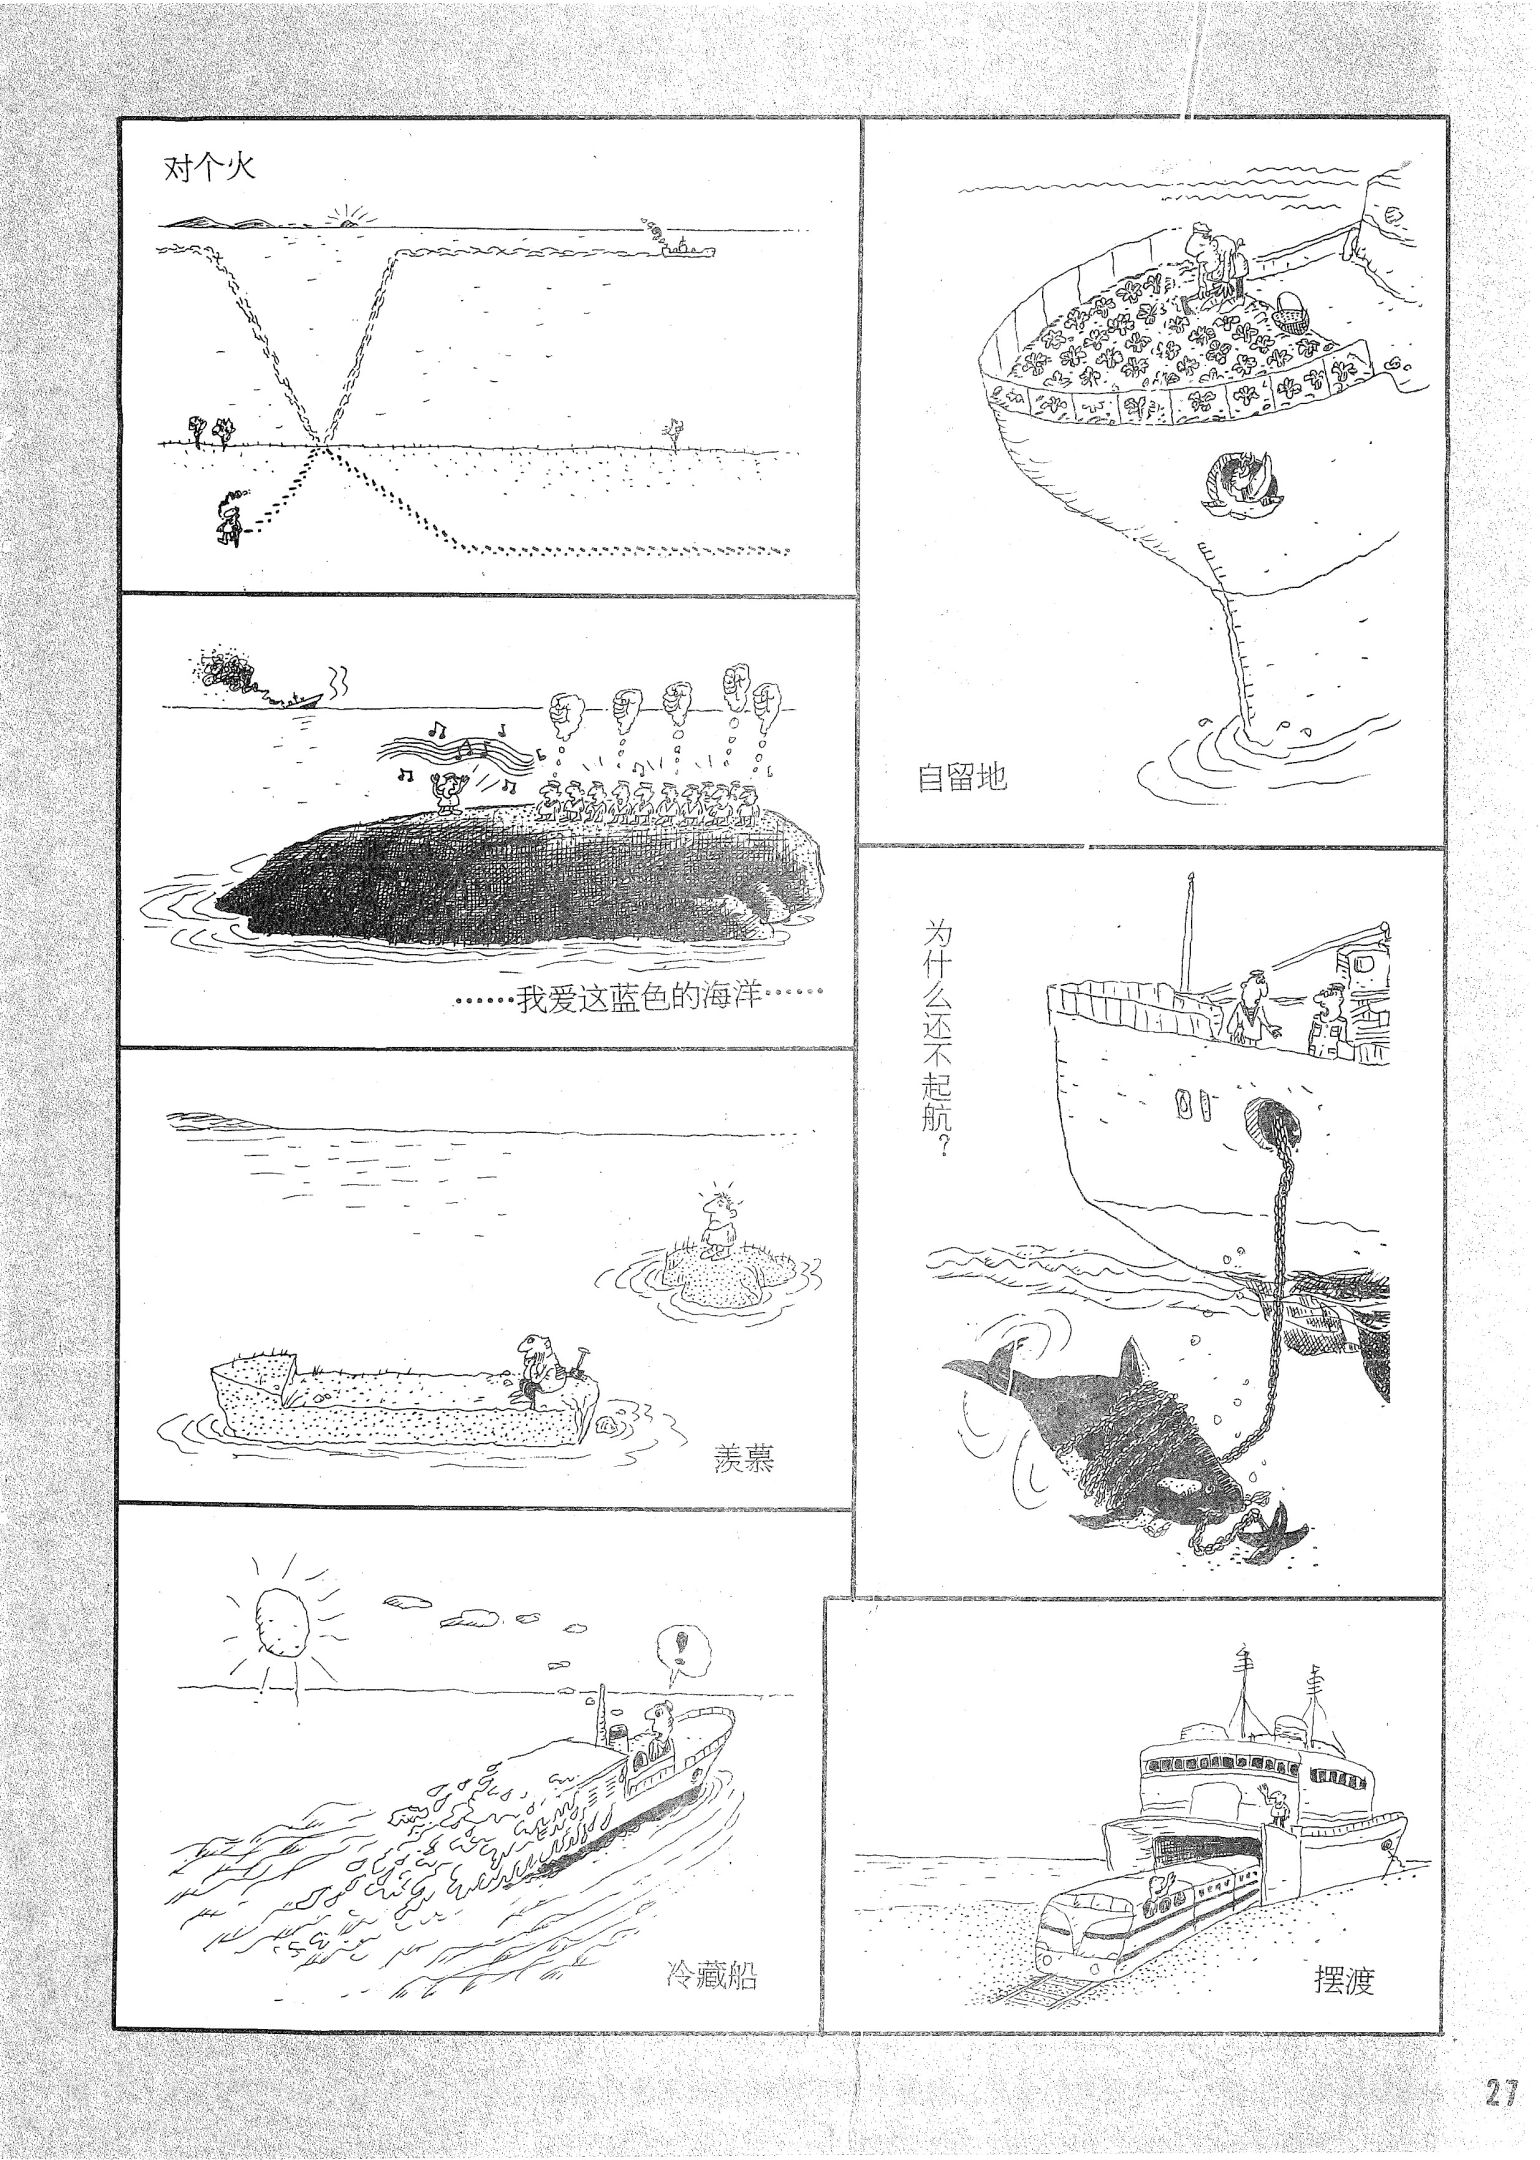 对个火
……我爱这蓝色的海洋……
羡慕
冷藏船
自留地
为什么还不起航？
摆渡
27